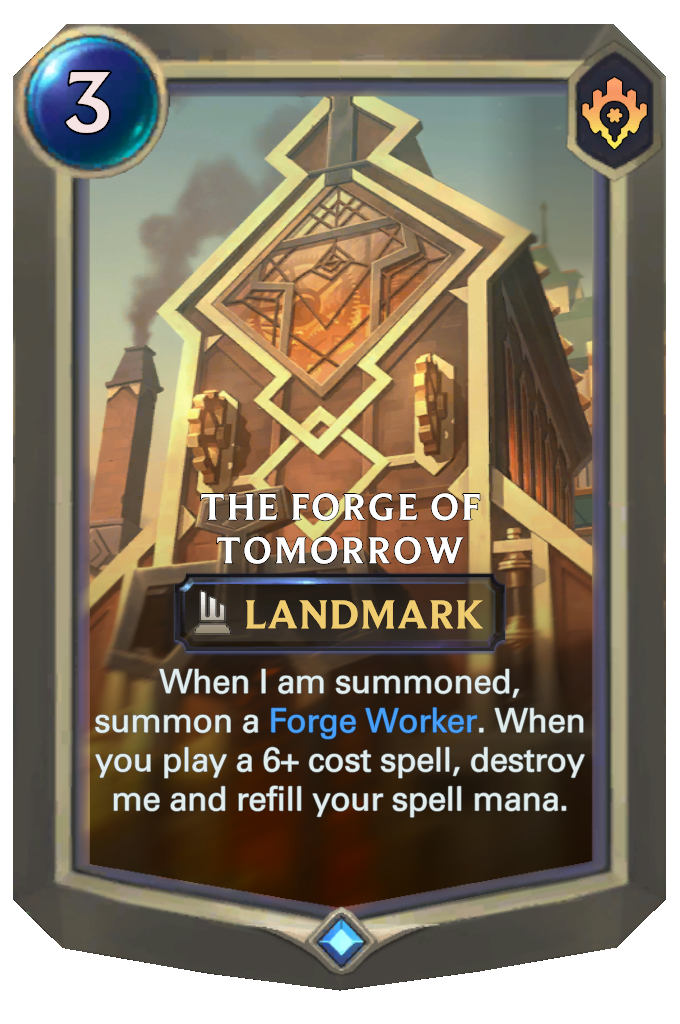 3
THE FORGE OF
TOMORROW
LANDMARK
When I am summoned,
summon a Forge Worker. When
you play a 6+ cost spell, destroy
me and refill your spell mana.